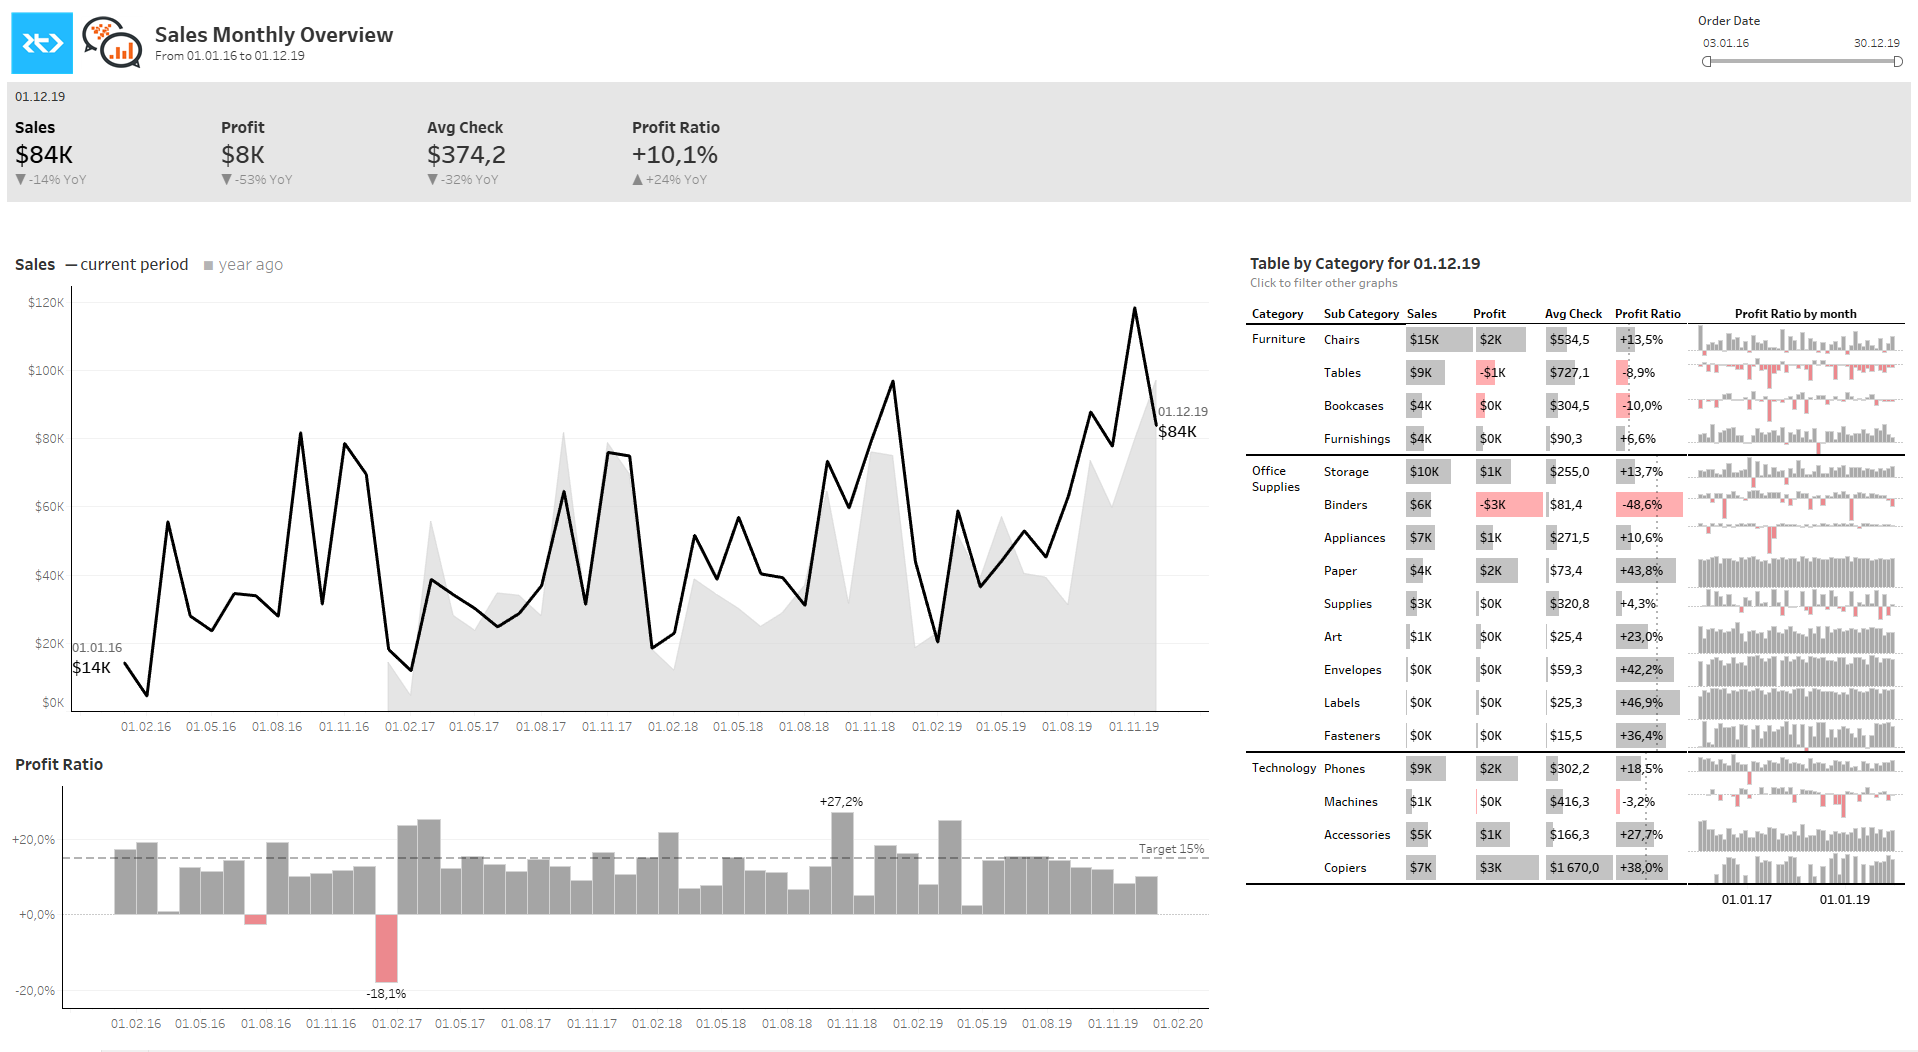 Sales Monthly Overview
From 01.01.16 to 01.12.19
Order Date
03.01.16 30.12.19
01.12.19
Sales Profit Avg Check Profit Ratio
$84K $8K $374,2 +10,1%
▼ -14% YoY ▼ -53% YoY ▼ -32% YoY ▲ +24% YoY
Sales — current period ■ year ago
$120K
$100K
$80K
$60K
$40K
$20K
$0K
01.01.16
$14K
01.12.19
$84K
01.02.16 01.05.16 01.08.16 01.11.16 01.02.17 01.05.17 01.08.17 01.11.17 01.02.18 01.05.18 01.08.18 01.11.18 01.02.19 01.05.19 01.08.19 01.11.19
Profit Ratio
+20,0%
+0,0%
-20,0%
+27,2%
Target 15%
-18,1%
01.02.16 01.05.16 01.08.16 01.11.16 01.02.17 01.05.17 01.08.17 01.11.17 01.02.18 01.05.18 01.08.18 01.11.18 01.02.19 01.05.19 01.08.19 01.11.19 01.02.20
Table by Category for 01.12.19
Click to filter other graphs
Category Sub Category Sales Profit Avg Check Profit Ratio Profit Ratio by month
Furniture Chairs $15K $2K $534,5 +13,5%
Tables $9K -$1K $727,1 -8,9%
Bookcases $4K $0K $304,5 -10,0%
Furnishings $4K $0K $90,3 +6,6%
Office Supplies Storage $10K $1K $255,0 +13,7%
Binders $6K -$3K $81,4 -48,6%
Appliances $7K $1K $271,5 +10,6%
Paper $4K $2K $73,4 +43,8%
Supplies $3K $0K $320,8 +4,3%
Art $1K $0K $25,4 +23,0%
Envelopes $0K $0K $59,3 +42,2%
Labels $0K $0K $25,3 +46,9%
Fasteners $0K $0K $15,5 +36,4%
Technology Phones $9K $2K $302,2 +18,5%
Machines $1K $0K $416,3 -3,2%
Accessories $5K $1K $166,3 +27,7%
Copiers $7K $3K $1 670,0 +38,0%
01.01.17 01.01.19